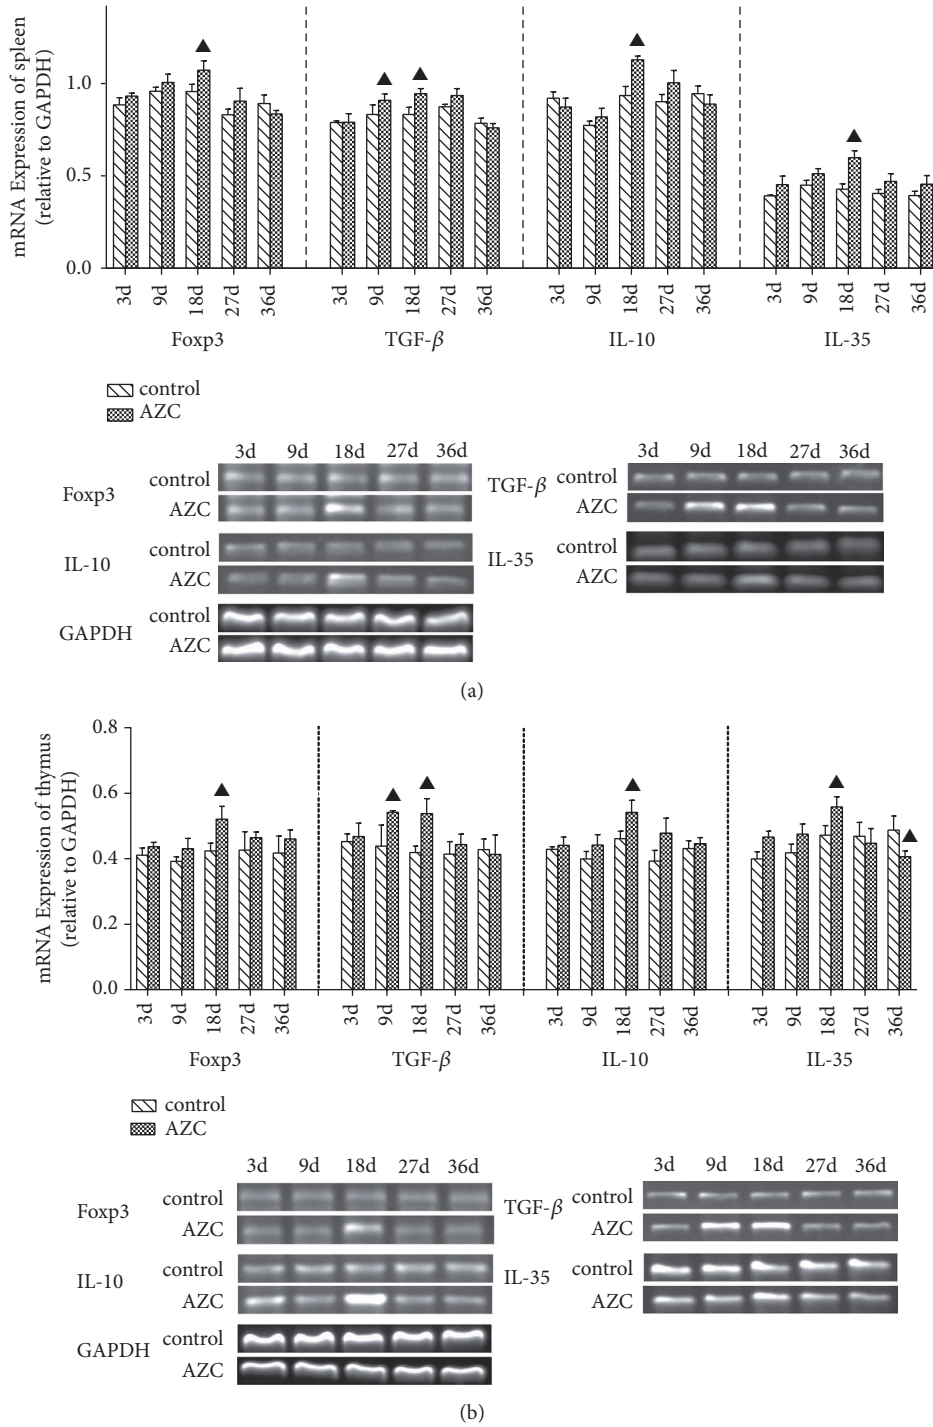 mRNA Expression of spleen
(relative to GAPDH)
1.0
0.5
0.0
3d 9d 18d 27d 36d 3d 9d 18d 27d 36d 3d 9d 18d 27d 36d 3d 9d 18d 27d 36d
Foxp3 TGF-β IL-10 IL-35
control
AZC
3d 9d 18d 27d 36d 3d 9d 18d 27d 36d
Foxp3 control TGF-β control
AZC AZC
IL-10 control IL-35 control
AZC AZC
GAPDH control
AZC
(a)
mRNA Expression of thymus
(relative to GAPDH)
0.8
0.6
0.4
0.2
0.0
3d 9d 18d 27d 36d 3d 9d 18d 27d 36d 3d 9d 18d 27d 36d 3d 9d 18d 27d 36d
Foxp3 TGF-β IL-10 IL-35
control
AZC
3d 9d 18d 27d 36d 3d 9d 18d 27d 36d
Foxp3 control TGF-β control
AZC AZC
IL-10 control IL-35 control
AZC AZC
GAPDH control
AZC
(b)